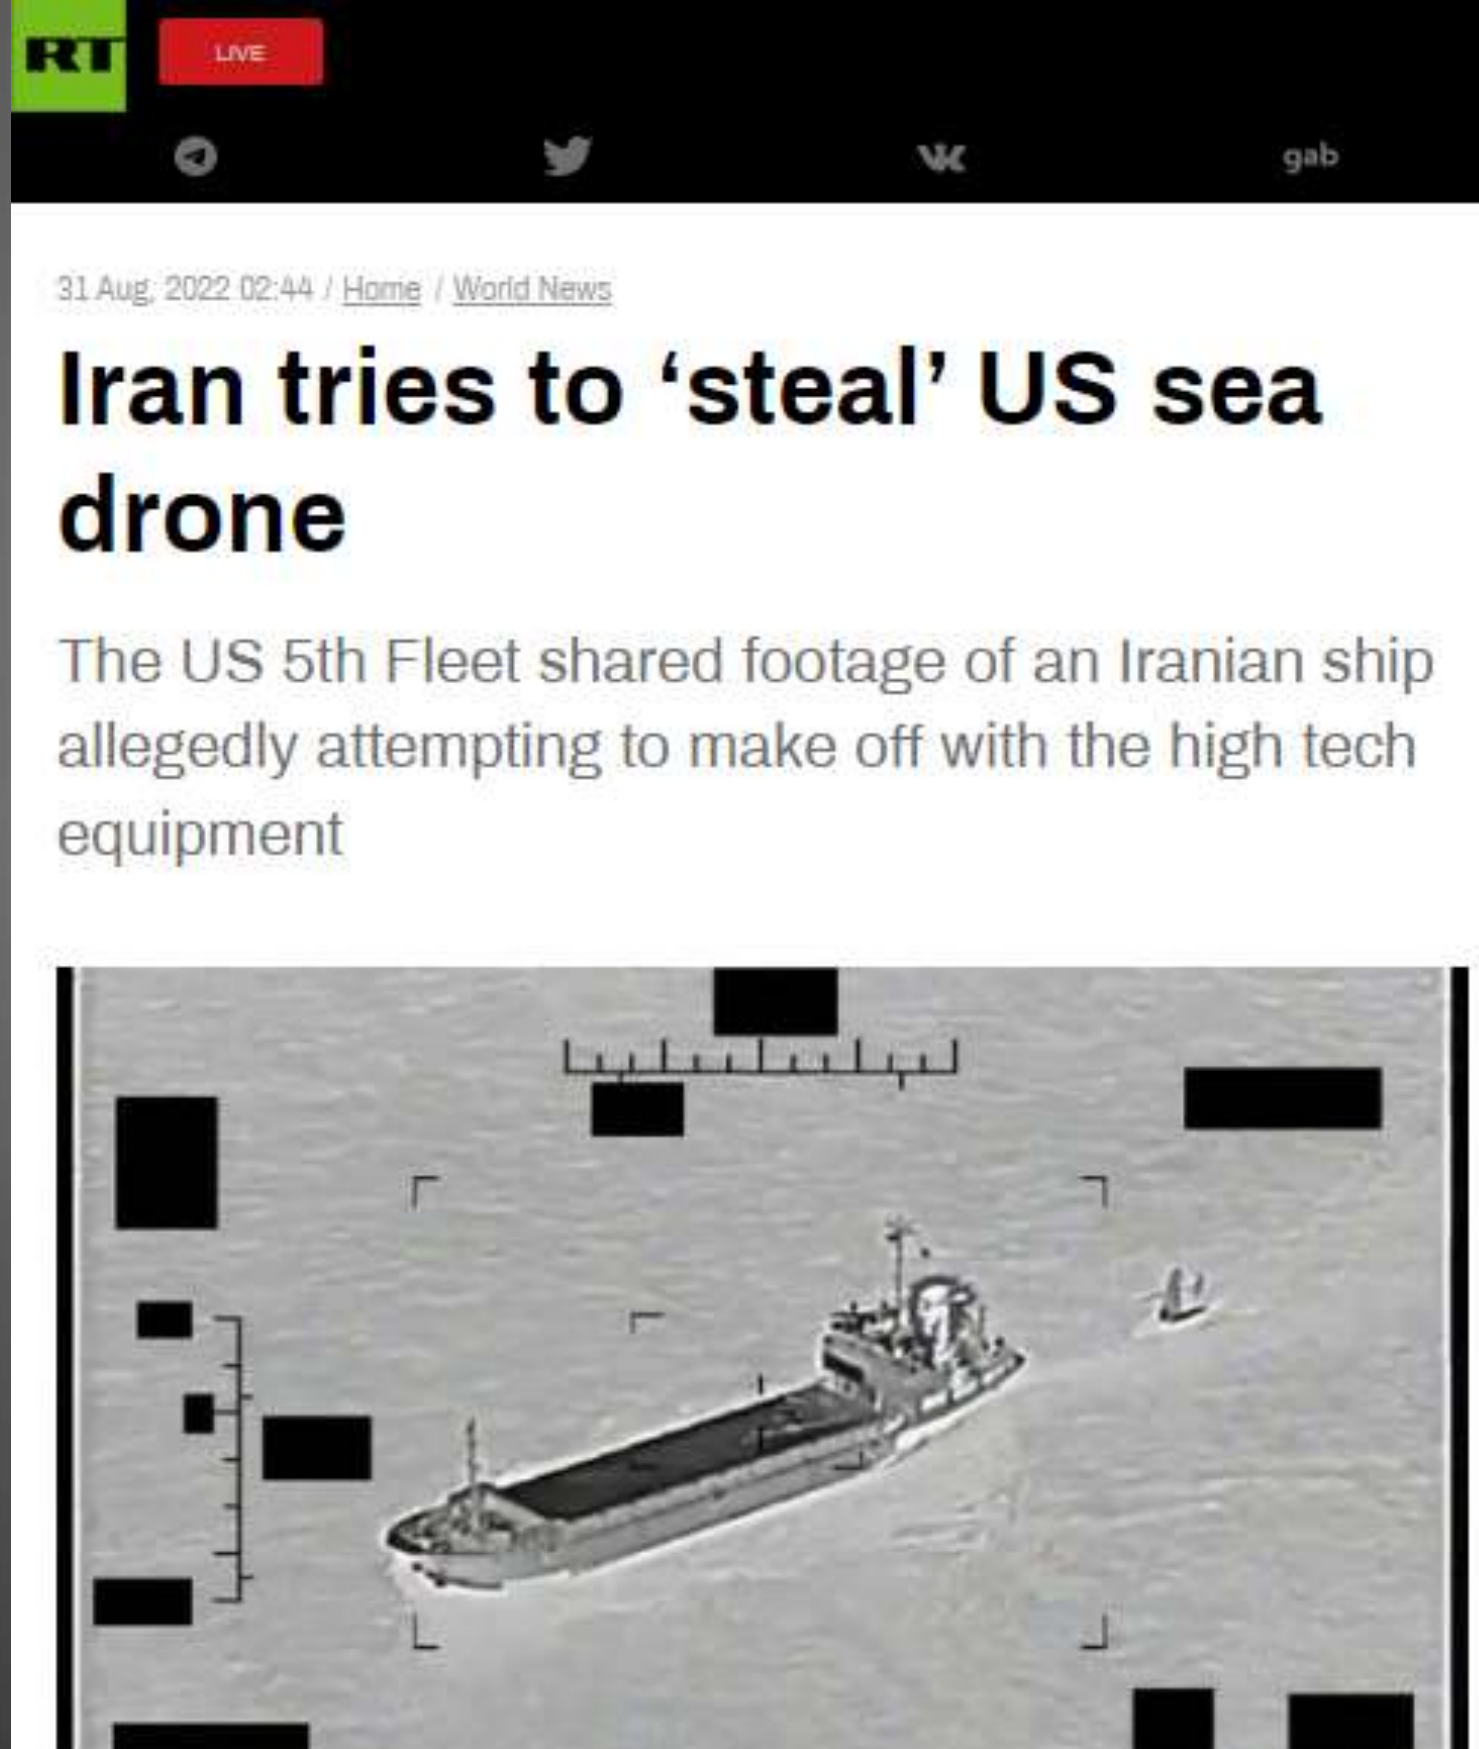 RT
LIVE
gab
31 Aug, 2022 02:44 / Home / World News
Iran tries to ‘steal’ US sea
drone
The US 5th Fleet shared footage of an Iranian ship
allegedly attempting to make off with the high tech
equipment